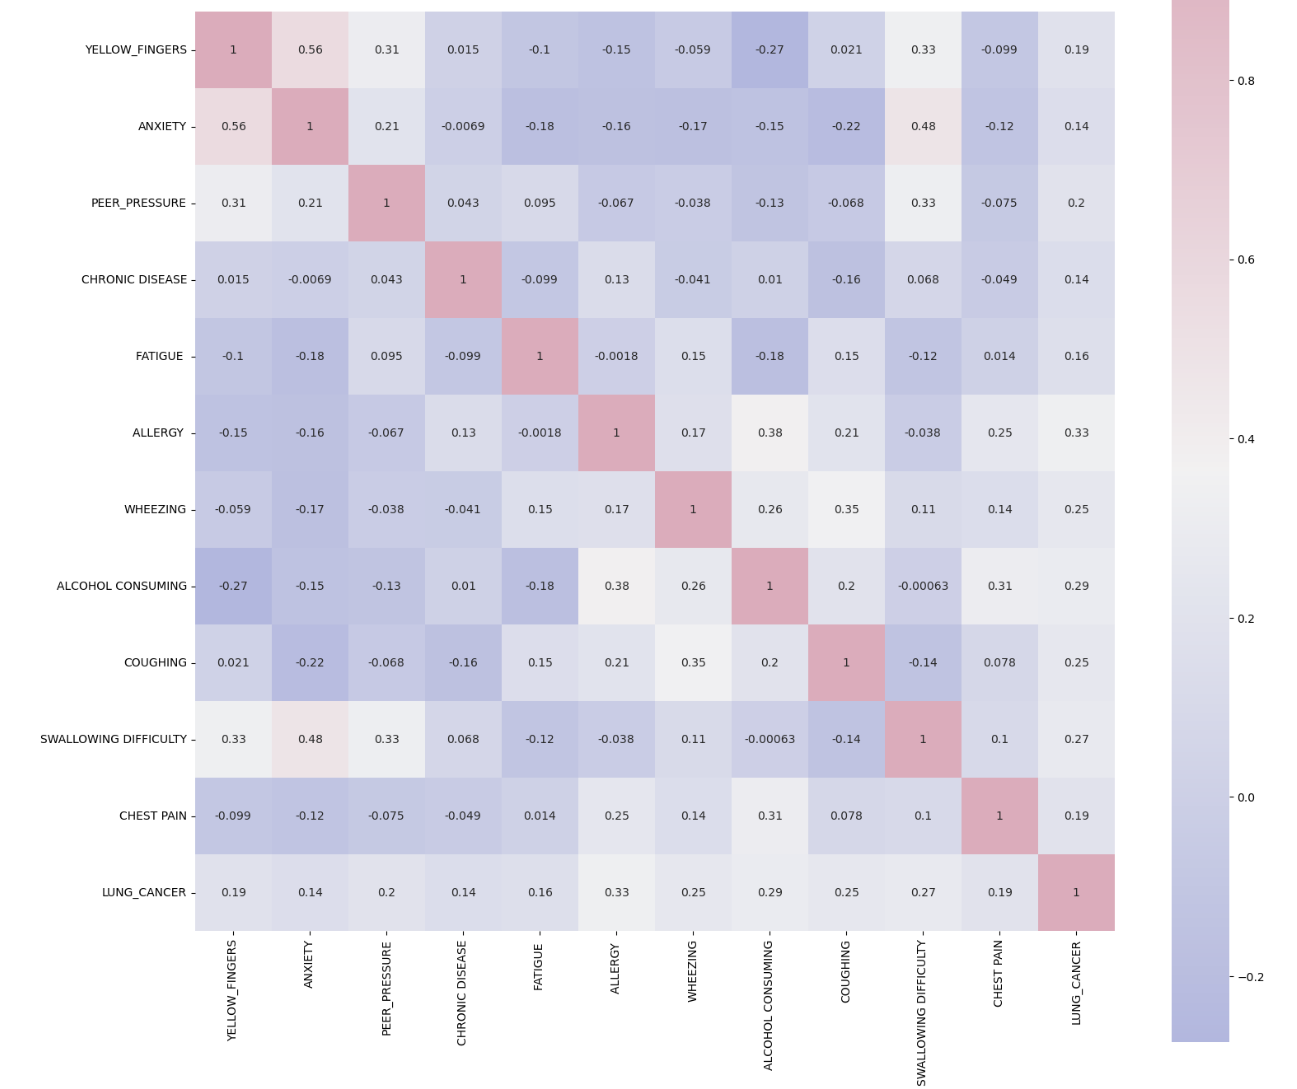 YELLOW_FINGERS 1 0.56 0.31 0.015 -0.1 -0.15 -0.059 -0.27 0.021 0.33 -0.099 0.19
ANXIETY 0.56 1 0.21 -0.0069 -0.18 -0.16 -0.17 -0.15 -0.22 0.48 -0.12 0.14
PEER_PRESSURE 0.31 0.21 1 0.043 0.095 -0.067 -0.038 -0.13 -0.068 0.33 -0.075 0.2
CHRONIC DISEASE 0.015 -0.0069 0.043 1 -0.099 0.13 -0.041 0.01 -0.16 0.068 -0.049 0.14
FATIGUE -0.1 -0.18 0.095 -0.099 1 -0.0018 0.15 -0.18 0.15 -0.12 0.014 0.16
ALLERGY -0.15 -0.16 -0.067 0.13 -0.0018 1 0.17 0.38 0.21 -0.038 0.25 0.33
WHEEZING -0.059 -0.17 -0.038 -0.041 0.15 0.17 1 0.26 0.35 0.11 0.14 0.25
ALCOHOL CONSUMING -0.27 -0.15 -0.13 0.01 -0.18 0.38 0.26 1 0.2 -0.00063 0.31 0.29
COUGHING 0.021 -0.22 -0.068 -0.16 0.15 0.21 0.35 0.2 1 -0.14 0.078 0.25
SWALLOWING DIFFICULTY 0.33 0.48 0.33 0.068 -0.12 -0.038 0.11 -0.00063 -0.14 1 0.1 0.27
CHEST PAIN -0.099 -0.12 -0.075 -0.049 0.014 0.25 0.14 0.31 0.078 0.1 1 0.19
LUNG_CANCER 0.19 0.14 0.2 0.14 0.16 0.33 0.25 0.29 0.25 0.27 0.19 1
YELLOW_FINGERS
ANXIETY
PEER_PRESSURE
CHRONIC DISEASE
FATIGUE
ALLERGY
WHEEZING
ALCOHOL CONSUMING
COUGHING
SWALLOWING DIFFICULTY
CHEST PAIN
LUNG_CANCER
0.8
0.6
0.4
0.2
0.0
−0.2